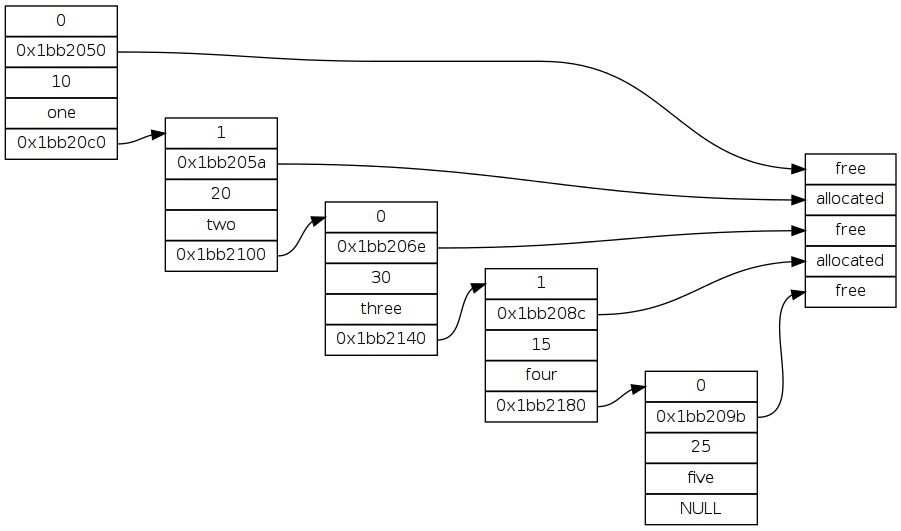 0
0x1bb2050
10
one
0x1bb20c0
1
0x1bb205a
20
two
0x1bb2100
0
0x1bb206e
30
three
0x1bb2140
1
0x1bb208c
15
four
0x1bb2180
0
0x1bb209b
25
five
NULL
free
allocated
free
allocated
free